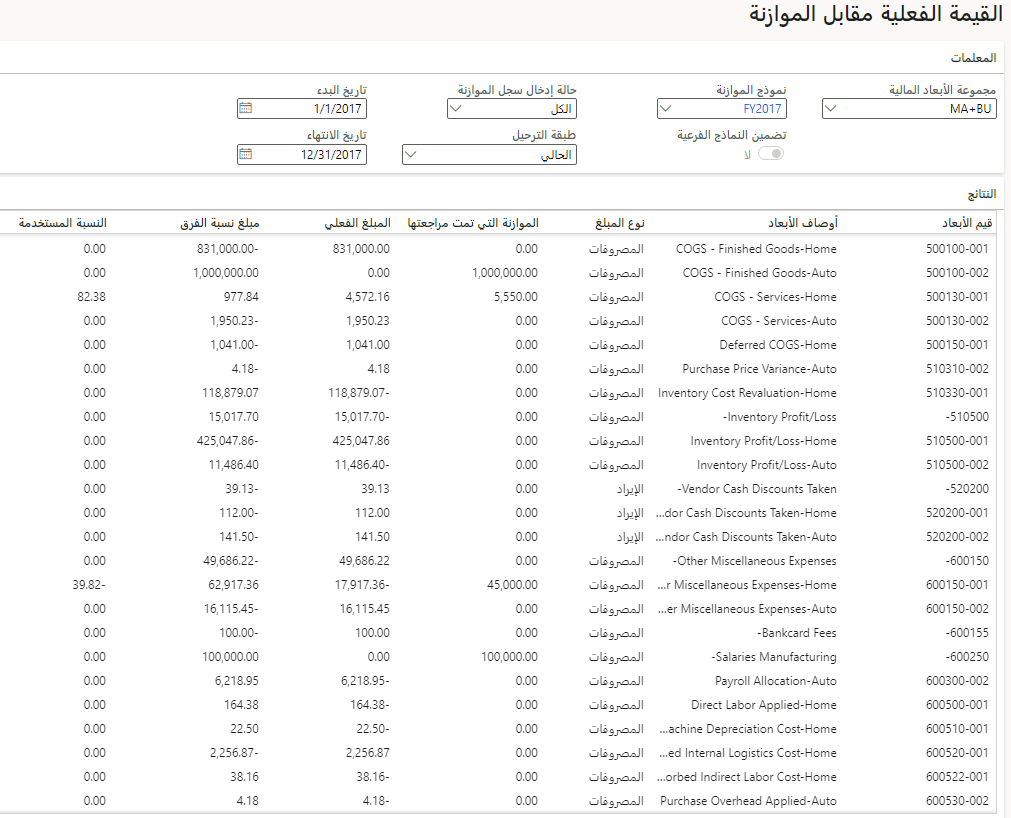 القيمة الفعلية مقابل الموازنة
المعلمات
مجموعة الأبعاد المالية نموذج الموازنة حالة إدخال سجل الموازنة تاريخ البدء
MA+BU FY2017 الكل 1/1/2017
تضمين النماذج الفرعية طبقة الترحيل تاريخ الانتهاء
لا الحالي 12/31/2017
النتائج
قيم الأبعاد أوصاف الأبعاد نوع المبلغ الموازنة التي تمت مراجعتها المبلغ الفعلي مبلغ نسبة الفرق النسبة المستخدمة
500100-001 COGS - Finished Goods-Home المصروفات 0.00 831,000.00 831,000.00- 0.00
500100-002 COGS - Finished Goods-Auto المصروفات 1,000,000.00 0.00 1,000,000.00 0.00
500130-001 COGS - Services-Home المصروفات 5,550.00 4,572.16 977.84 82.38
500130-002 COGS - Services-Auto المصروفات 0.00 1,950.23 1,950.23- 0.00
500150-001 Deferred COGS-Home المصروفات 0.00 1,041.00 1,041.00- 0.00
510310-002 Purchase Price Variance-Auto المصروفات 0.00 4.18 4.18- 0.00
510330-001 Inventory Cost Revaluation-Home المصروفات 0.00 118,879.07- 118,879.07 0.00
-510500 -Inventory Profit/Loss المصروفات 0.00 15,017.70- 15,017.70 0.00
510500-001 Inventory Profit/Loss-Home المصروفات 0.00 425,047.86 425,047.86- 0.00
510500-002 Inventory Profit/Loss-Auto المصروفات 0.00 11,486.40- 11,486.40 0.00
-520200 -Vendor Cash Discounts Taken الإيراد 0.00 39.13 39.13- 0.00
520200-001 ...dor Cash Discounts Taken-Home الإيراد 0.00 112.00 112.00- 0.00
520200-002 ...ndor Cash Discounts Taken-Auto الإيراد 0.00 141.50 141.50- 0.00
-600150 -Other Miscellaneous Expenses المصروفات 0.00 49,686.22 49,686.22- 0.00
600150-001 ...r Miscellaneous Expenses-Home المصروفات 45,000.00 17,917.36- 62,917.36 39.82-
600150-002 ...er Miscellaneous Expenses-Auto المصروفات 0.00 16,115.45 16,115.45- 0.00
-600155 -Bankcard Fees المصروفات 0.00 100.00 100.00- 0.00
-600250 -Salaries Manufacturing المصروفات 100,000.00 0.00 100,000.00 0.00
600300-002 Payroll Allocation-Auto المصروفات 0.00 6,218.95- 6,218.95 0.00
600500-001 Direct Labor Applied-Home المصروفات 0.00 164.38- 164.38 0.00
600510-001 ...achine Depreciation Cost-Home المصروفات 0.00 22.50- 22.50 0.00
600520-001 ...ed Internal Logistics Cost-Home المصروفات 0.00 2,256.87 2,256.87- 0.00
600522-001 ...orbed Indirect Labor Cost-Home المصروفات 0.00 38.16- 38.16 0.00
600530-002 Purchase Overhead Applied-Auto المصروفات 0.00 4.18- 4.18 0.00